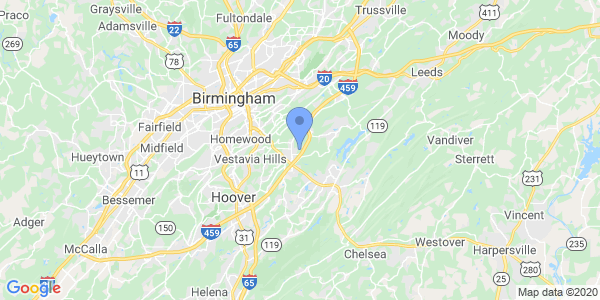 Praco
Graysville
Fultondale
Trussville
411
269
Adamsville
22
65
Moody
78
20
Leeds
459
Birmingham
Fairfield
Homewood
119
Midfield
Vandiver
Hueytown
Vestavia Hills
Sterrett
11
231
Bessemer
Hoover
Adger
150
459
31
Vincent
McCalla
119
Westover
235
Chelsea
Harpersville
280
65
25
Helena
Google
Map data ©2020